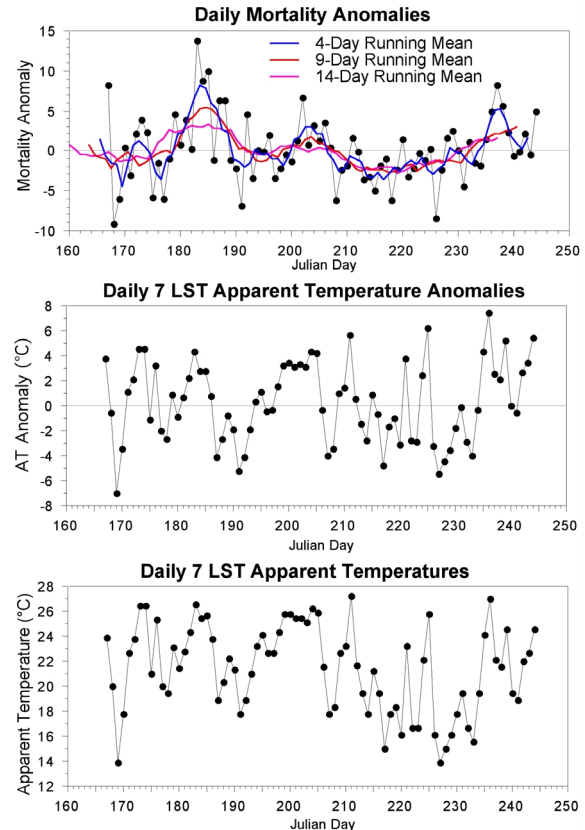 Daily Mortality Anomalies
15
10
5
0
-5
-10
Mortality Anomaly
4-Day Running Mean
9-Day Running Mean
14-Day Running Mean
160 170 180 190 200 210 220 230 240 250
Julian Day
Daily 7 LST Apparent Temperature Anomalies
8
6
4
2
0
-2
-4
-6
-8
AT Anomaly (°C)
160 170 180 190 200 210 220 230 240 250
Julian Day
Daily 7 LST Apparent Temperatures
28
26
24
22
20
18
16
14
12
Apparent Temperature (°C)
160 170 180 190 200 210 220 230 240 250
Julian Day